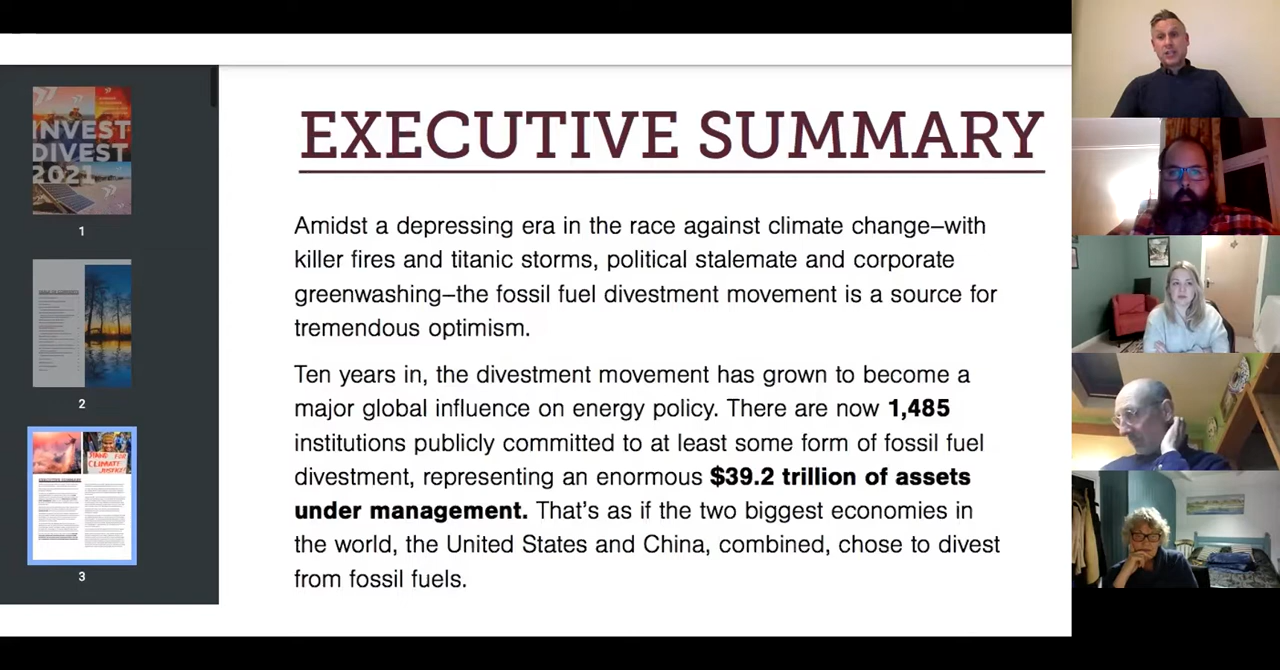 INVEST
DIVEST
2021
1
2
3
STAND FOR
CLIMATE
JUSTICE!
EXECUTIVE SUMMARY
EXECUTIVE SUMMARY
Amidst a depressing era in the race against climate change–with
killer fires and titanic storms, political stalemate and corporate
greenwashing–the fossil fuel divestment movement is a source for
tremendous optimism.
Ten years in, the divestment movement has grown to become a
major global influence on energy policy. There are now 1,485
institutions publicly committed to at least some form of fossil fuel
divestment, representing an enormous $39.2 trillion of assets
under management. That’s as if the two biggest economies in
the world, the United States and China, combined, chose to divest
from fossil fuels.